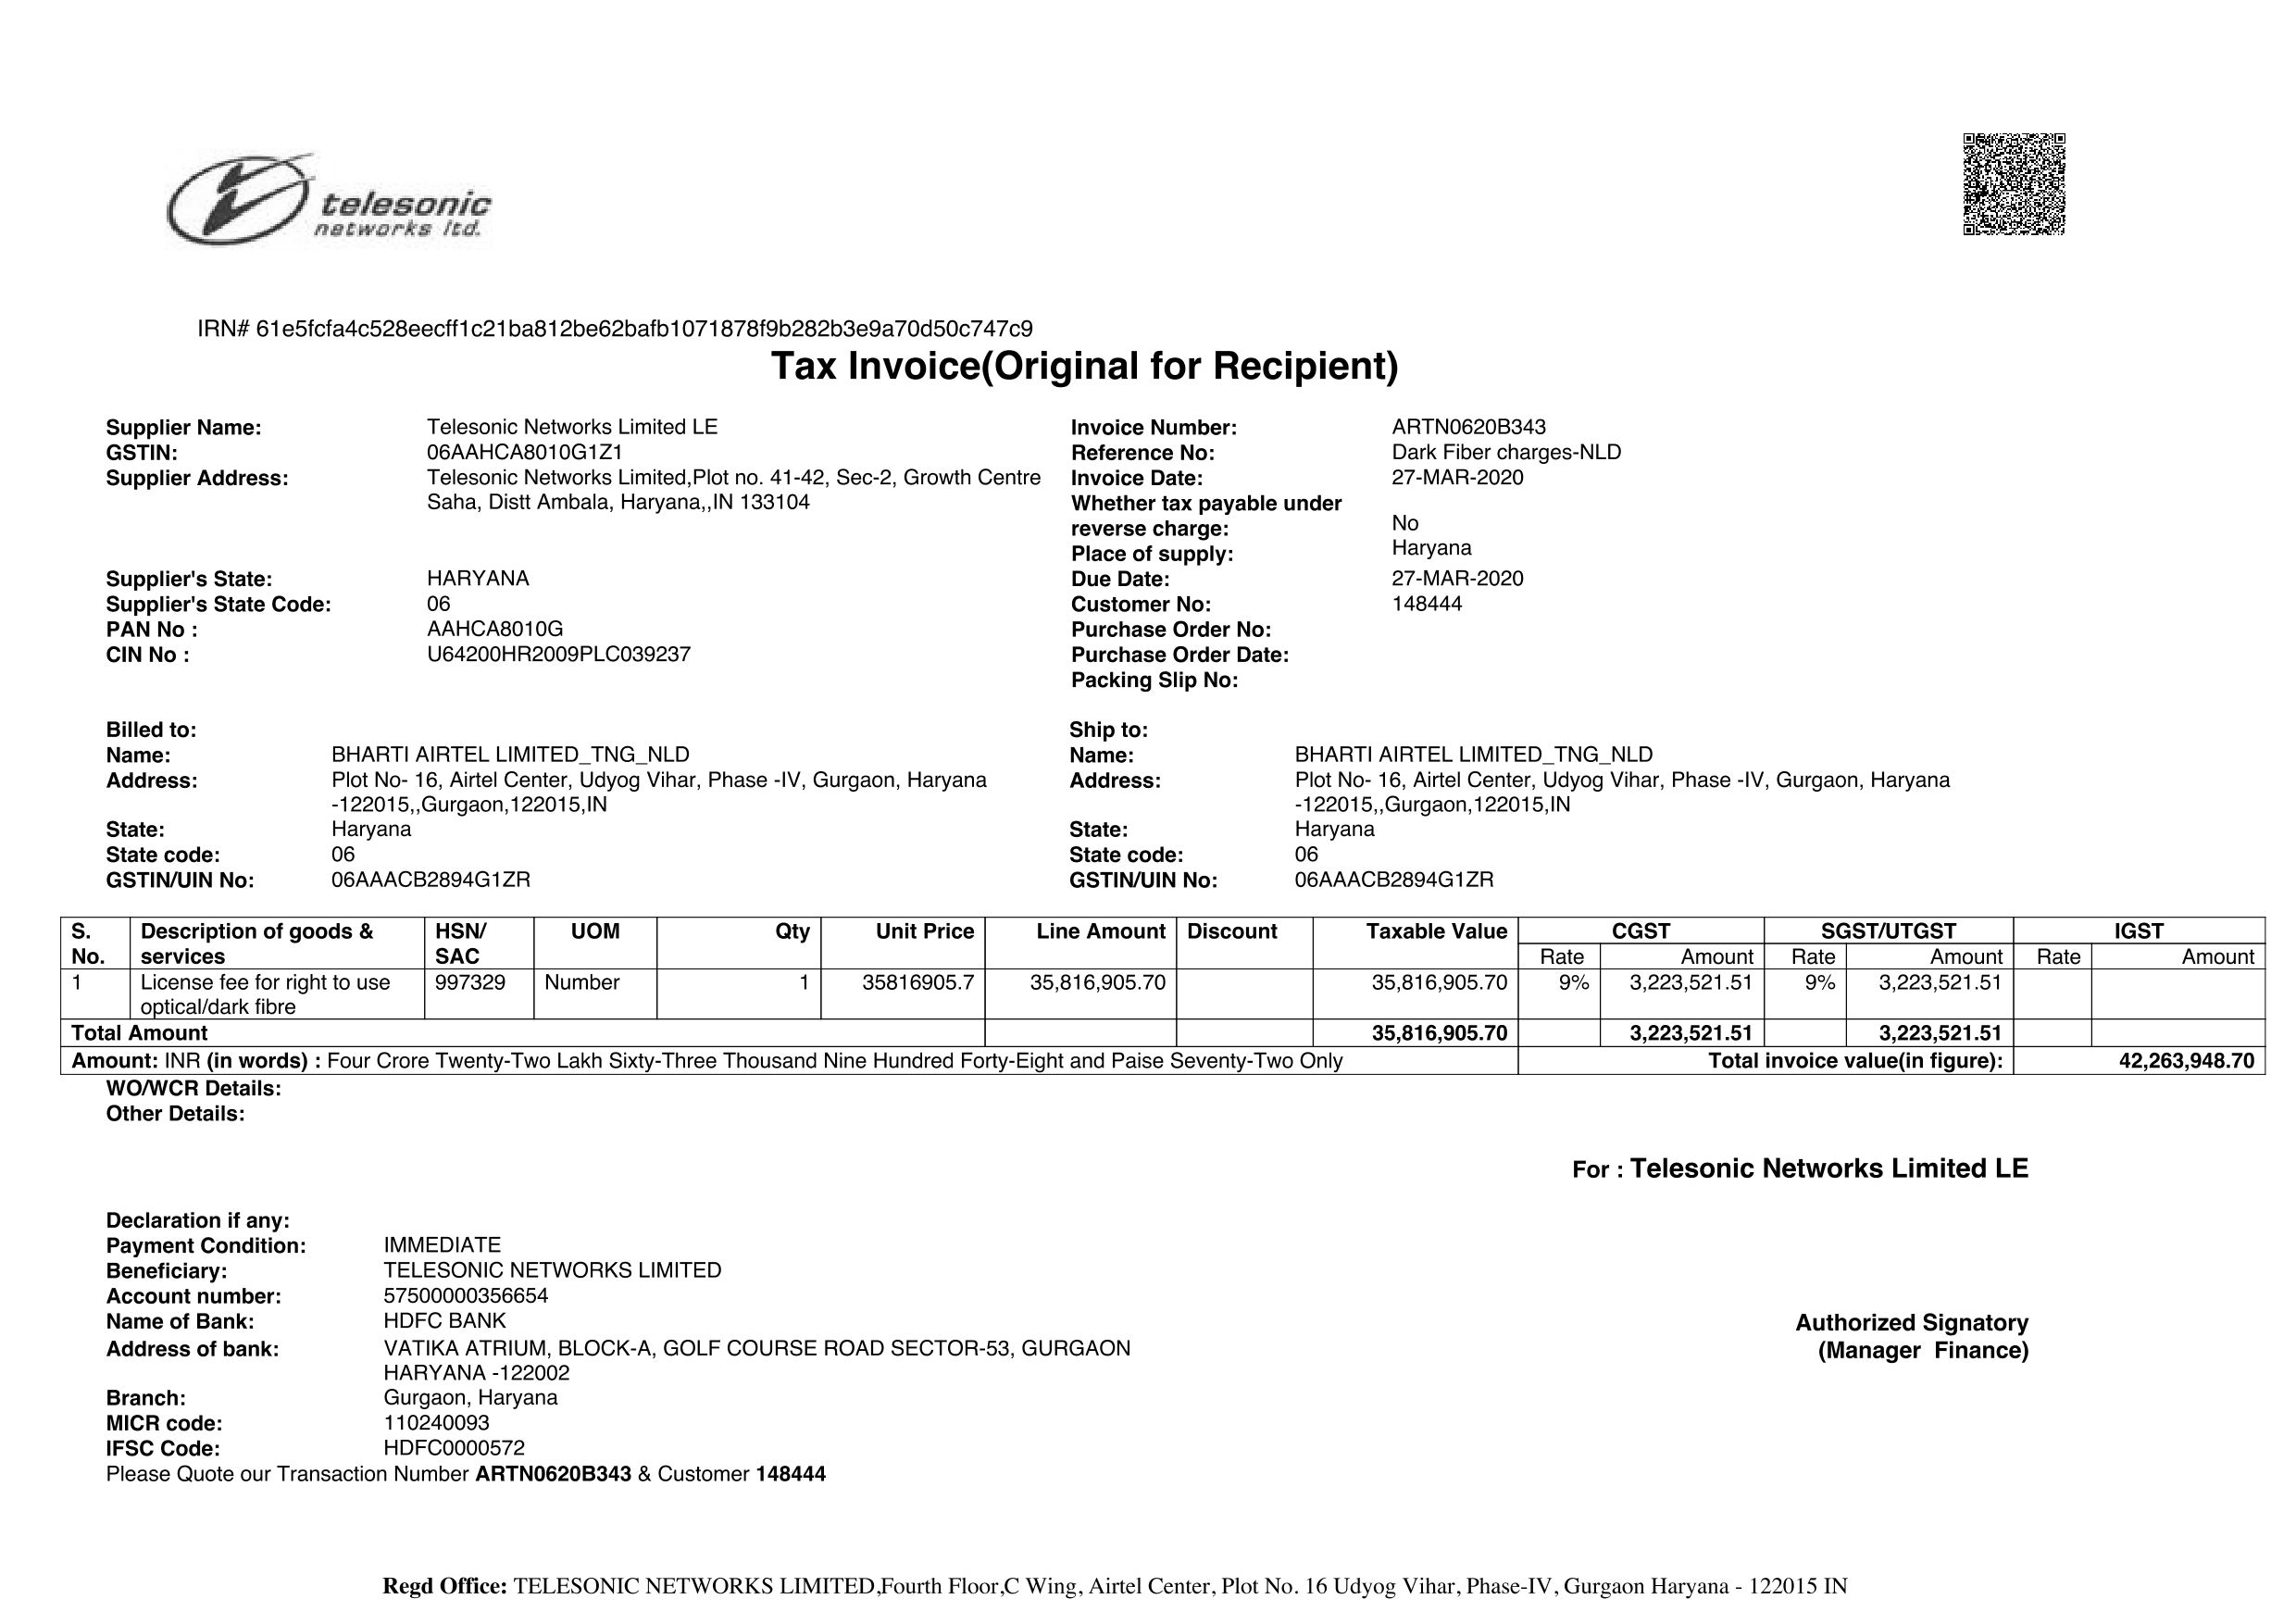 telesonic
networks ltd.
IRN# 61e5fcfa4c528eecff1c21ba812be62bafb1071878f9b282b3e9a70d50c747c9
Tax Invoice(Original for Recipient)
Supplier Name: Telesonic Networks Limited LE
GSTIN: 06AAHCA8010G1Z1
Supplier Address: Telesonic Networks Limited,Plot no. 41-42, Sec-2, Growth Centre
Saha, Distt Ambala, Haryana,,IN 133104
Supplier's State: HARYANA
Supplier's State Code: 06
PAN No : AAHCA8010G
CIN No : U64200HR2009PLC039237
Invoice Number: ARTN0620B343
Reference No: Dark Fiber charges-NLD
Invoice Date: 27-MAR-2020
Whether tax payable under
reverse charge: No
Place of supply: Haryana
Due Date: 27-MAR-2020
Customer No: 148444
Purchase Order No:
Purchase Order Date:
Packing Slip No:
Billed to:
Name: BHARTI AIRTEL LIMITED_TNG_NLD
Address: Plot No- 16, Airtel Center, Udyog Vihar, Phase -IV, Gurgaon, Haryana
-122015,,Gurgaon,122015,IN
State: Haryana
State code: 06
GSTIN/UIN No: 06AAACB2894G1ZR
Ship to:
Name: BHARTI AIRTEL LIMITED_TNG_NLD
Address: Plot No- 16, Airtel Center, Udyog Vihar, Phase -IV, Gurgaon, Haryana
-122015,,Gurgaon,122015,IN
State: Haryana
State code: 06
GSTIN/UIN No: 06AAACB2894G1ZR
S. Description of goods & HSN/ UOM Qty Unit Price Line Amount Discount Taxable Value CGST SGST/UTGST IGST
No. services SAC Rate Amount Rate Amount Rate Amount
1 License fee for right to use 997329 Number 1 35816905.7 35,816,905.70 35,816,905.70 9% 3,223,521.51 9% 3,223,521.51
optical/dark fibre
Total Amount 35,816,905.70 3,223,521.51 3,223,521.51
Amount: INR (in words) : Four Crore Twenty-Two Lakh Sixty-Three Thousand Nine Hundred Forty-Eight and Paise Seventy-Two Only Total invoice value(in figure): 42,263,948.70
WO/WCR Details:
Other Details:
For : Telesonic Networks Limited LE
Declaration if any:
Payment Condition: IMMEDIATE
Beneficiary: TELESONIC NETWORKS LIMITED
Account number: 57500000356654
Name of Bank: HDFC BANK
Address of bank: VATIKA ATRIUM, BLOCK-A, GOLF COURSE ROAD SECTOR-53, GURGAON
HARYANA -122002
Branch: Gurgaon, Haryana
MICR code: 110240093
IFSC Code: HDFC0000572
Authorized Signatory
(Manager Finance)
Please Quote our Transaction Number ARTN0620B343 & Customer 148444
Regd Office: TELESONIC NETWORKS LIMITED,Fourth Floor,C Wing, Airtel Center, Plot No. 16 Udyog Vihar, Phase-IV, Gurgaon Haryana - 122015 IN